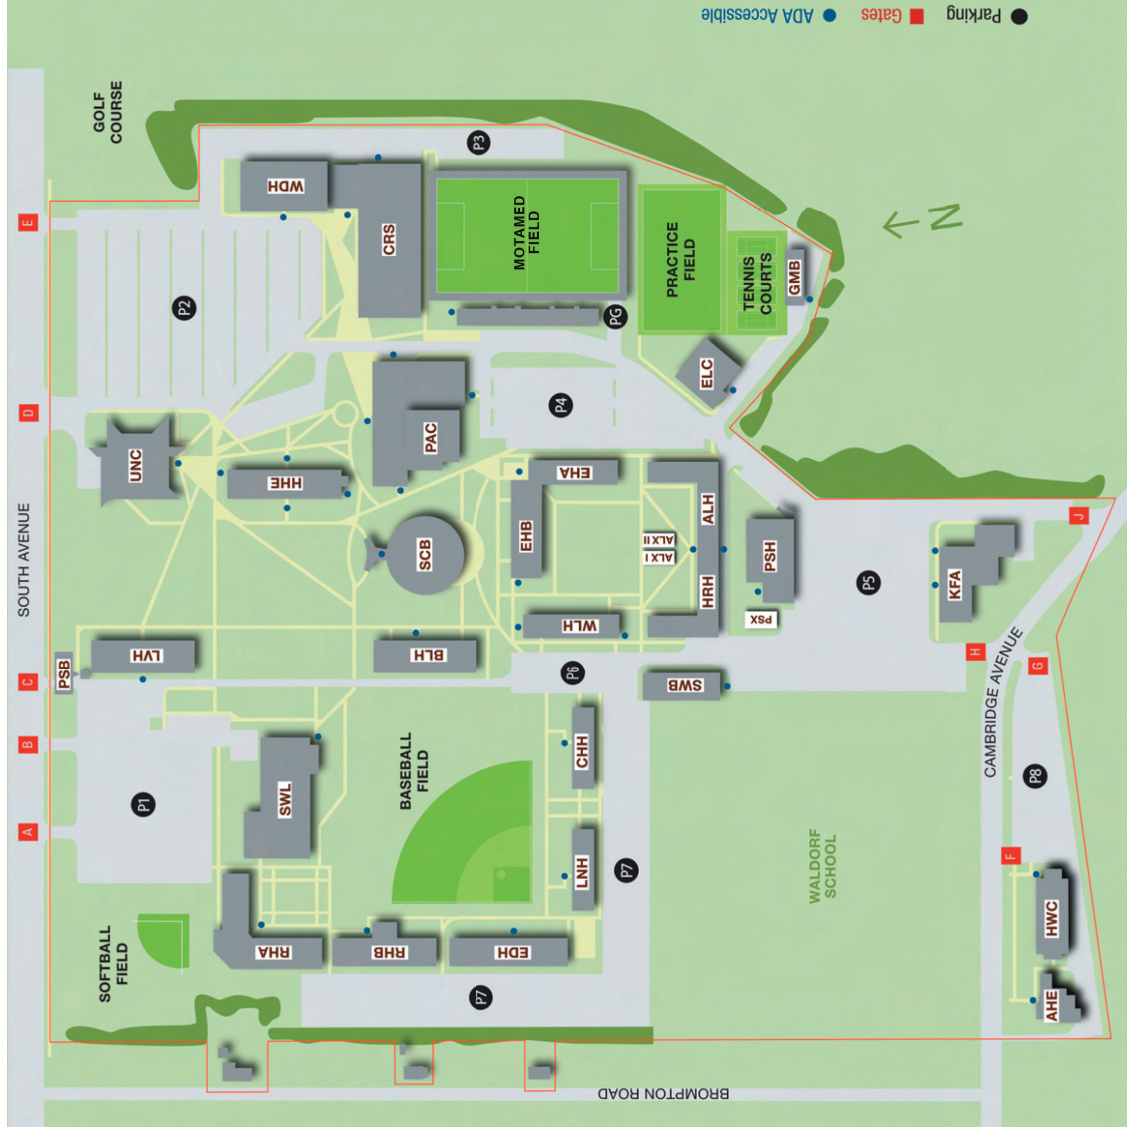 Parking
Gates
ADA Accessible
GOLF
COURSE
P3
WDH
E
CRS
MOTAMED
FIELD
PRACTICE
FIELD
TENNIS
COURTS
GMB
N
P2
PG
ELC
D
P4
PAC
UNC
HHE
EHA
SOUTH AVENUE
SCB
EHB
ALX II
ALX I
ALH
HRH
PSH
PSX
P5
J
KFA
WLH
LVH
BLH
PSB
C
P6
SWB
H
G
CAMBRIDGE AVENUE
B
P1
SWL
BASEBALL
FIELD
CHH
P8
A
LNH
P7
WALDORF
SCHOOL
F
HWC
AHE
SOFTBALL
FIELD
RHA
RHB
EDH
P7
BROMPTON ROAD